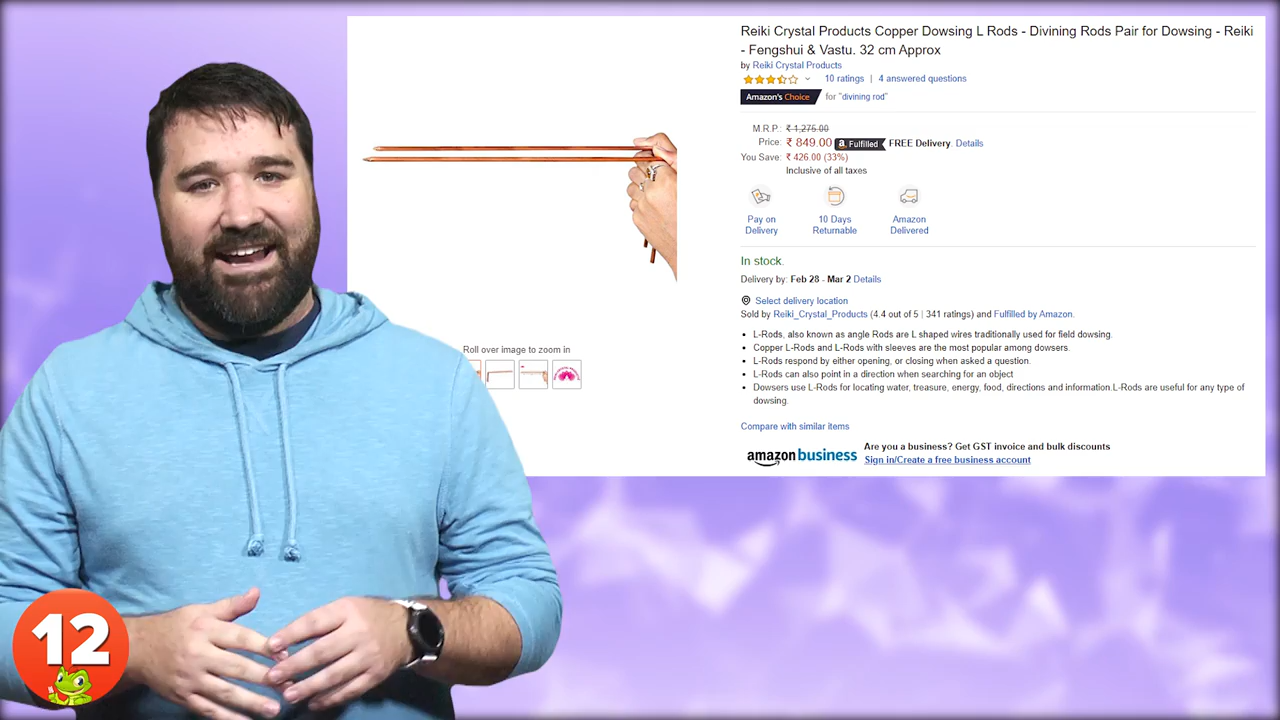 Reiki Crystal Products Copper Dowsing L Rods - Divining Rods Pair for Dowsing - Reiki
- Fengshui & Vastu. 32 cm Approx
by Reiki Crystal Products
10 ratings | 4 answered questions
Amazon's Choice for "divining rod"
M.R.P.: ₹ 1,275.00
Price: ₹ 849.00 a Fulfilled FREE Delivery. Details
You Save: ₹ 426.00 (33%)
Inclusive of all taxes
Pay on
Delivery
10 Days
Returnable
Amazon
Delivered
In stock.
Delivery by: Feb 28 - Mar 2 Details
Select delivery location
Sold by Reiki_Crystal_Products (4.4 out of 5 | 341 ratings) and Fulfilled by Amazon.
• L-Rods, also known as angle Rods are L shaped wires traditionally used for field dowsing.
• Copper L-Rods and L-Rods with sleeves are the most popular among dowsers.
• L-Rods respond by either opening, or closing when asked a question.
• L-Rods can also point in a direction when searching for an object
• Dowsers use L-Rods for locating water, treasure, energy, food, directions and information.L-Rods are useful for any type of
dowsing.
Compare with similar items
amazon business
Are you a business? Get GST invoice and bulk discounts
Sign in/Create a free business account
Roll over image to zoom in
12